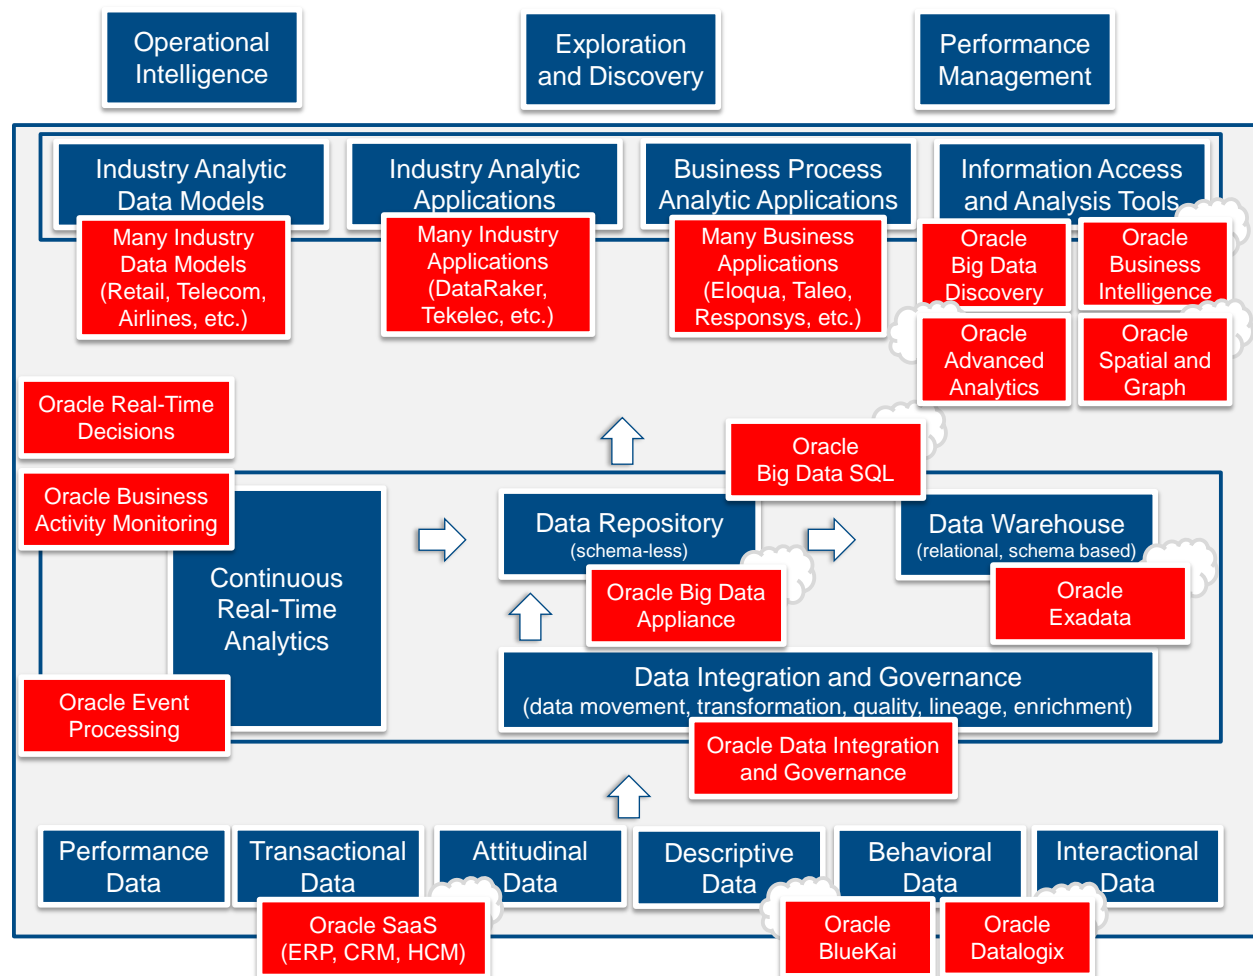 Operational
Intelligence
Exploration
and Discovery
Performance
Management
Industry Analytic
Data Models
Industry Analytic
Applications
Business Process
Analytic Applications
Information Access
and Analysis Tools
Many Industry
Data Models
(Retail, Telecom,
Airlines, etc.)
Many Industry
Applications
(DataRaker,
Tekelec, etc.)
Many Business
Applications
(Eloqua, Taleo,
Responsys, etc.)
Oracle
Big Data
Discovery
Oracle
Business
Intelligence
Oracle
Advanced
Analytics
Oracle
Spatial and
Graph
Oracle Real-Time
Decisions
Oracle
Big Data SQL
Oracle Business
Activity Monitoring
Continuous
Real-Time
Analytics
Data Repository
(schema-less)
Data Warehouse
(relational, schema based)
Oracle Big Data
Appliance
Oracle
Exadata
Oracle Event
Processing
Data Integration and Governance
(data movement, transformation, quality, lineage, enrichment)
Oracle Data Integration
and Governance
Performance
Data
Transactional
Data
Attitudinal
Data
Descriptive
Data
Behavioral
Data
Interactional
Data
Oracle SaaS
(ERP, CRM, HCM)
Oracle
BlueKai
Oracle
Datalogix